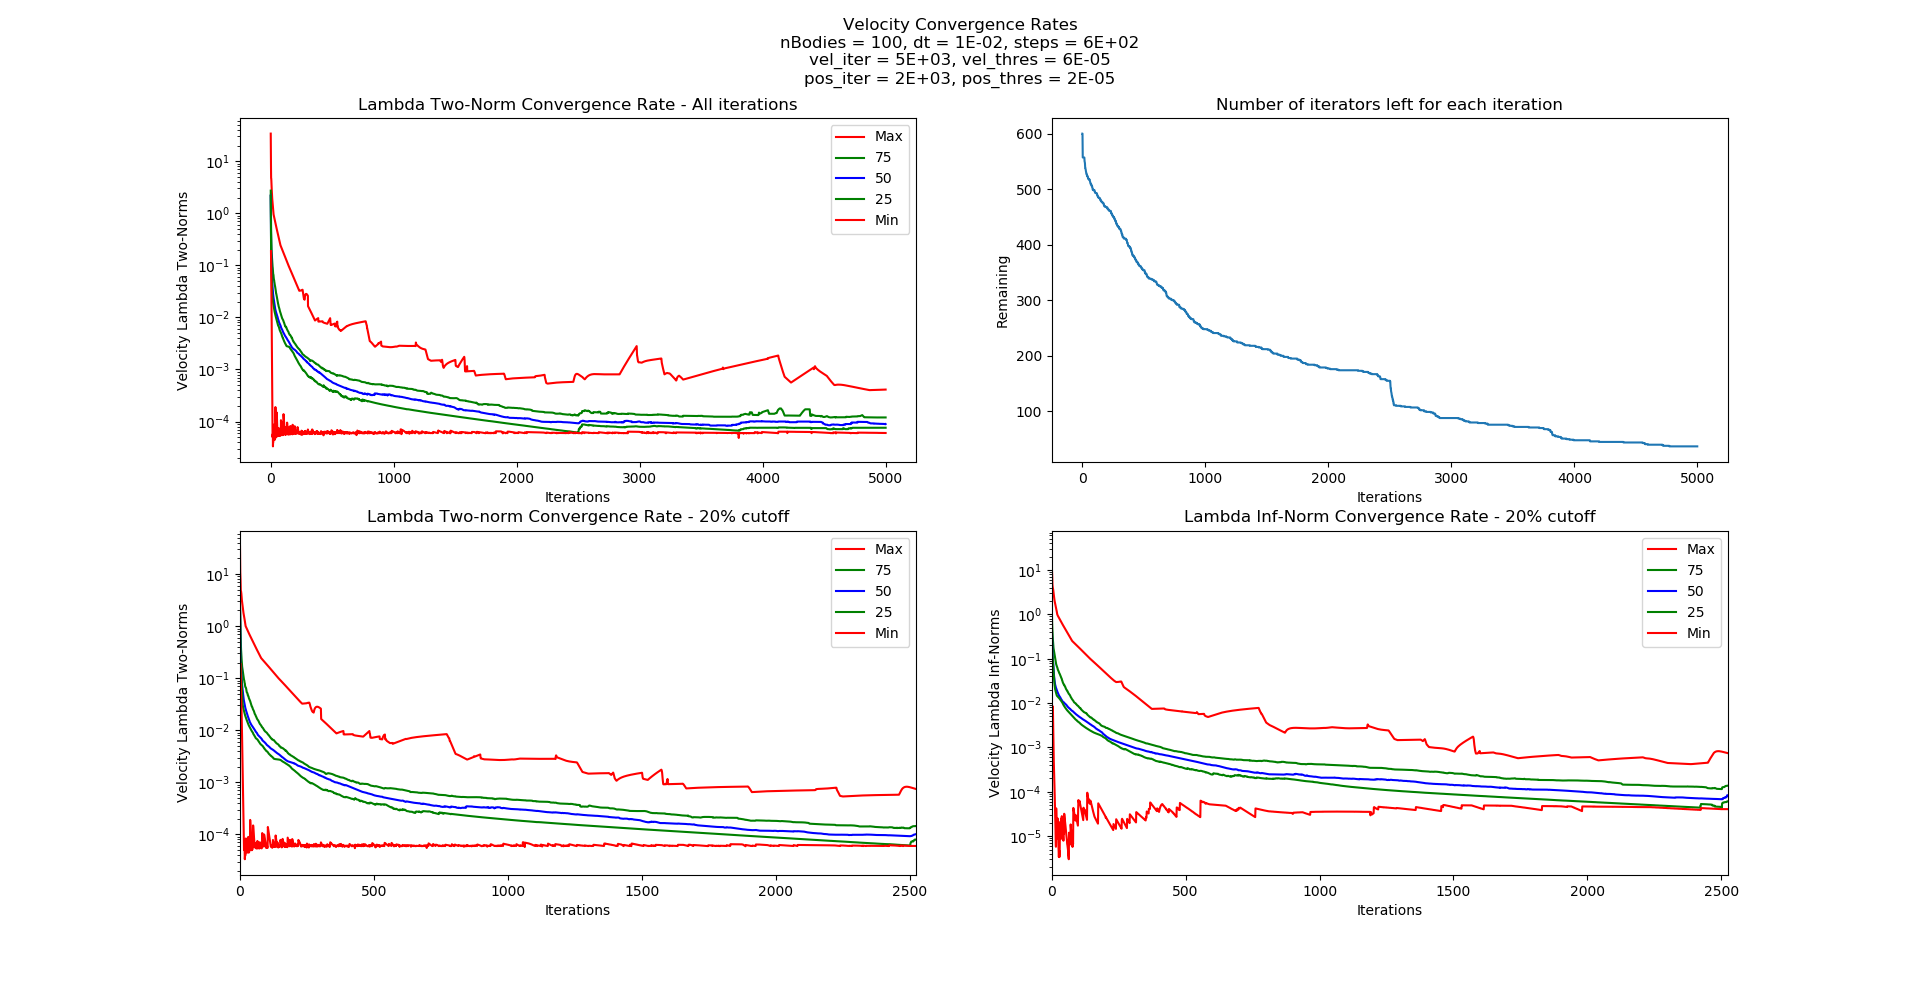 Velocity Convergence Rates
nBodies = 100, dt = 1E-02, steps = 6E+02
vel_iter = 5E+03, vel_thres = 6E-05
pos_iter = 2E+03, pos_thres = 2E-05
Lambda Two-Norm Convergence Rate - All iterations
Velocity Lambda Two-Norms
10^1
10^0
10^-1
10^-2
10^-3
10^-4
Max
75
50
25
Min
0 1000 2000 3000 4000 5000
Iterations
Number of iterators left for each iteration
Remaining
600
500
400
300
200
100
0 1000 2000 3000 4000 5000
Iterations
Lambda Two-norm Convergence Rate - 20% cutoff
Velocity Lambda Two-Norms
10^1
10^0
10^-1
10^-2
10^-3
10^-4
Max
75
50
25
Min
0 500 1000 1500 2000 2500
Iterations
Lambda Inf-Norm Convergence Rate - 20% cutoff
Velocity Lambda Inf-Norms
10^1
10^0
10^-1
10^-2
10^-3
10^-4
10^-5
Max
75
50
25
Min
0 500 1000 1500 2000 2500
Iterations